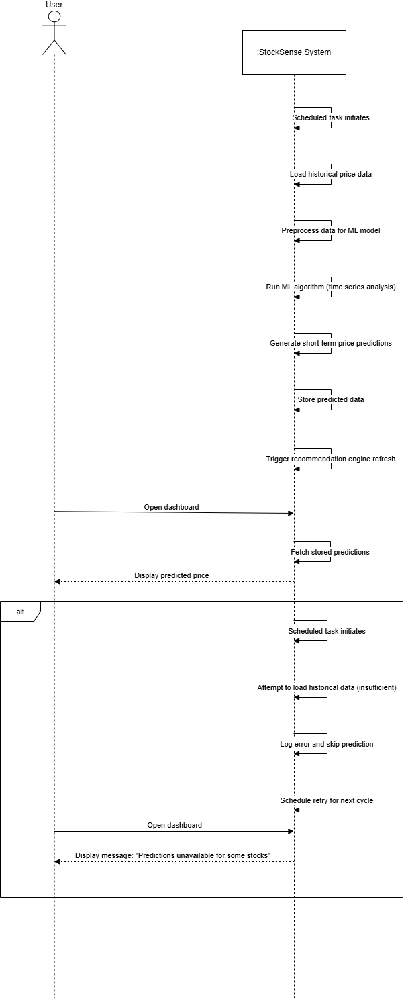 User
:StockSense System
Scheduled task initiates
Load historical price data
Preprocess data for ML model
Run ML algorithm (time series analysis)
Generate short-term price predictions
Store predicted data
Trigger recommendation engine refresh
Open dashboard
Fetch stored predictions
Display predicted price
alt
Scheduled task initiates
Attempt to load historical data (insufficient)
Log error and skip prediction
Schedule retry for next cycle
Open dashboard
Display message: "Predictions unavailable for some stocks"